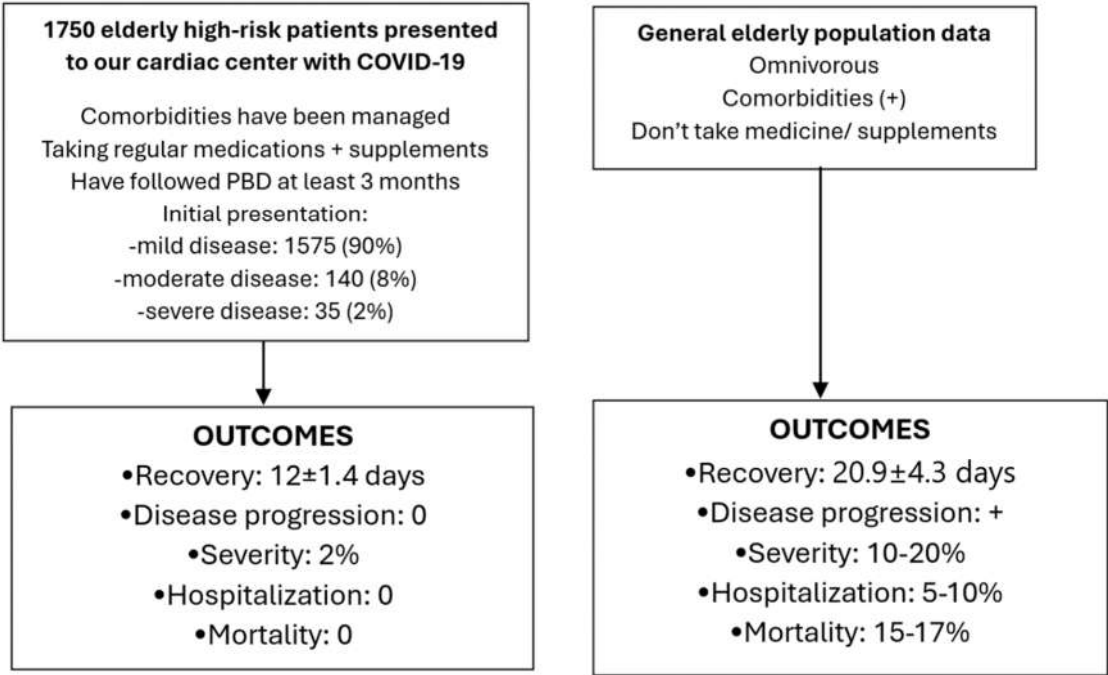 1750 elderly high-risk patients presented
to our cardiac center with COVID-19
Comorbidities have been managed
Taking regular medications + supplements
Have followed PBD at least 3 months
Initial presentation:
-mild disease: 1575 (90%)
-moderate disease: 140 (8%)
-severe disease: 35 (2%)
General elderly population data
Omnivorous
Comorbidities (+)
Don't take medicine/ supplements
OUTCOMES
•Recovery: 12±1.4 days
•Disease progression: 0
•Severity: 2%
•Hospitalization: 0
•Mortality: 0
OUTCOMES
•Recovery: 20.9±4.3 days
•Disease progression: +
•Severity: 10-20%
•Hospitalization: 5-10%
•Mortality: 15-17%